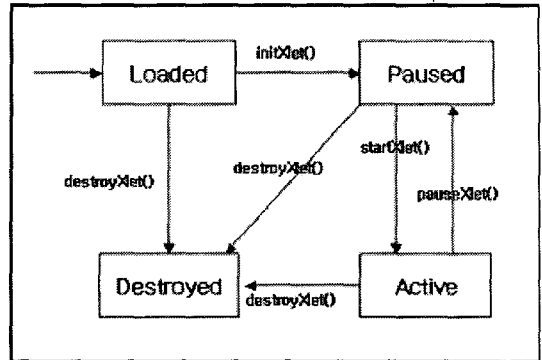 initXlet()
Loaded
Paused
startXlet()
destroyXlet()
destroyXlet()
pauseXlet()
Destroyed
Active
destroyXlet()